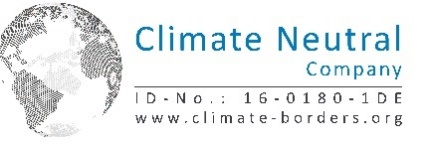 Climate Neutral
Company
ID-No.: 16-0180-1DE
www.climate-borders.org